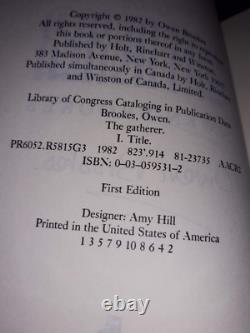 Copyright © 1982 by Owen Brookes
All rights reserved, including the right to reproduce
this book or portions thereof in any form.
Published by Holt, Rinehart and Winston,
383 Madison Avenue, New York, New York
Published simultaneously in Canada by Holt, Rinehart
and Winston of Canada, Limited.
Library of Congress Cataloging in Publication Data
Brookes, Owen.
The gatherer.
I. Title.
PR6052.R5815G3 1982 823'.914 81-23735 AACR2
ISBN: 0-03-059531-2
First Edition
Designer: Amy Hill
Printed in the United States of America
1 3 5 7 9 10 8 6 4 2